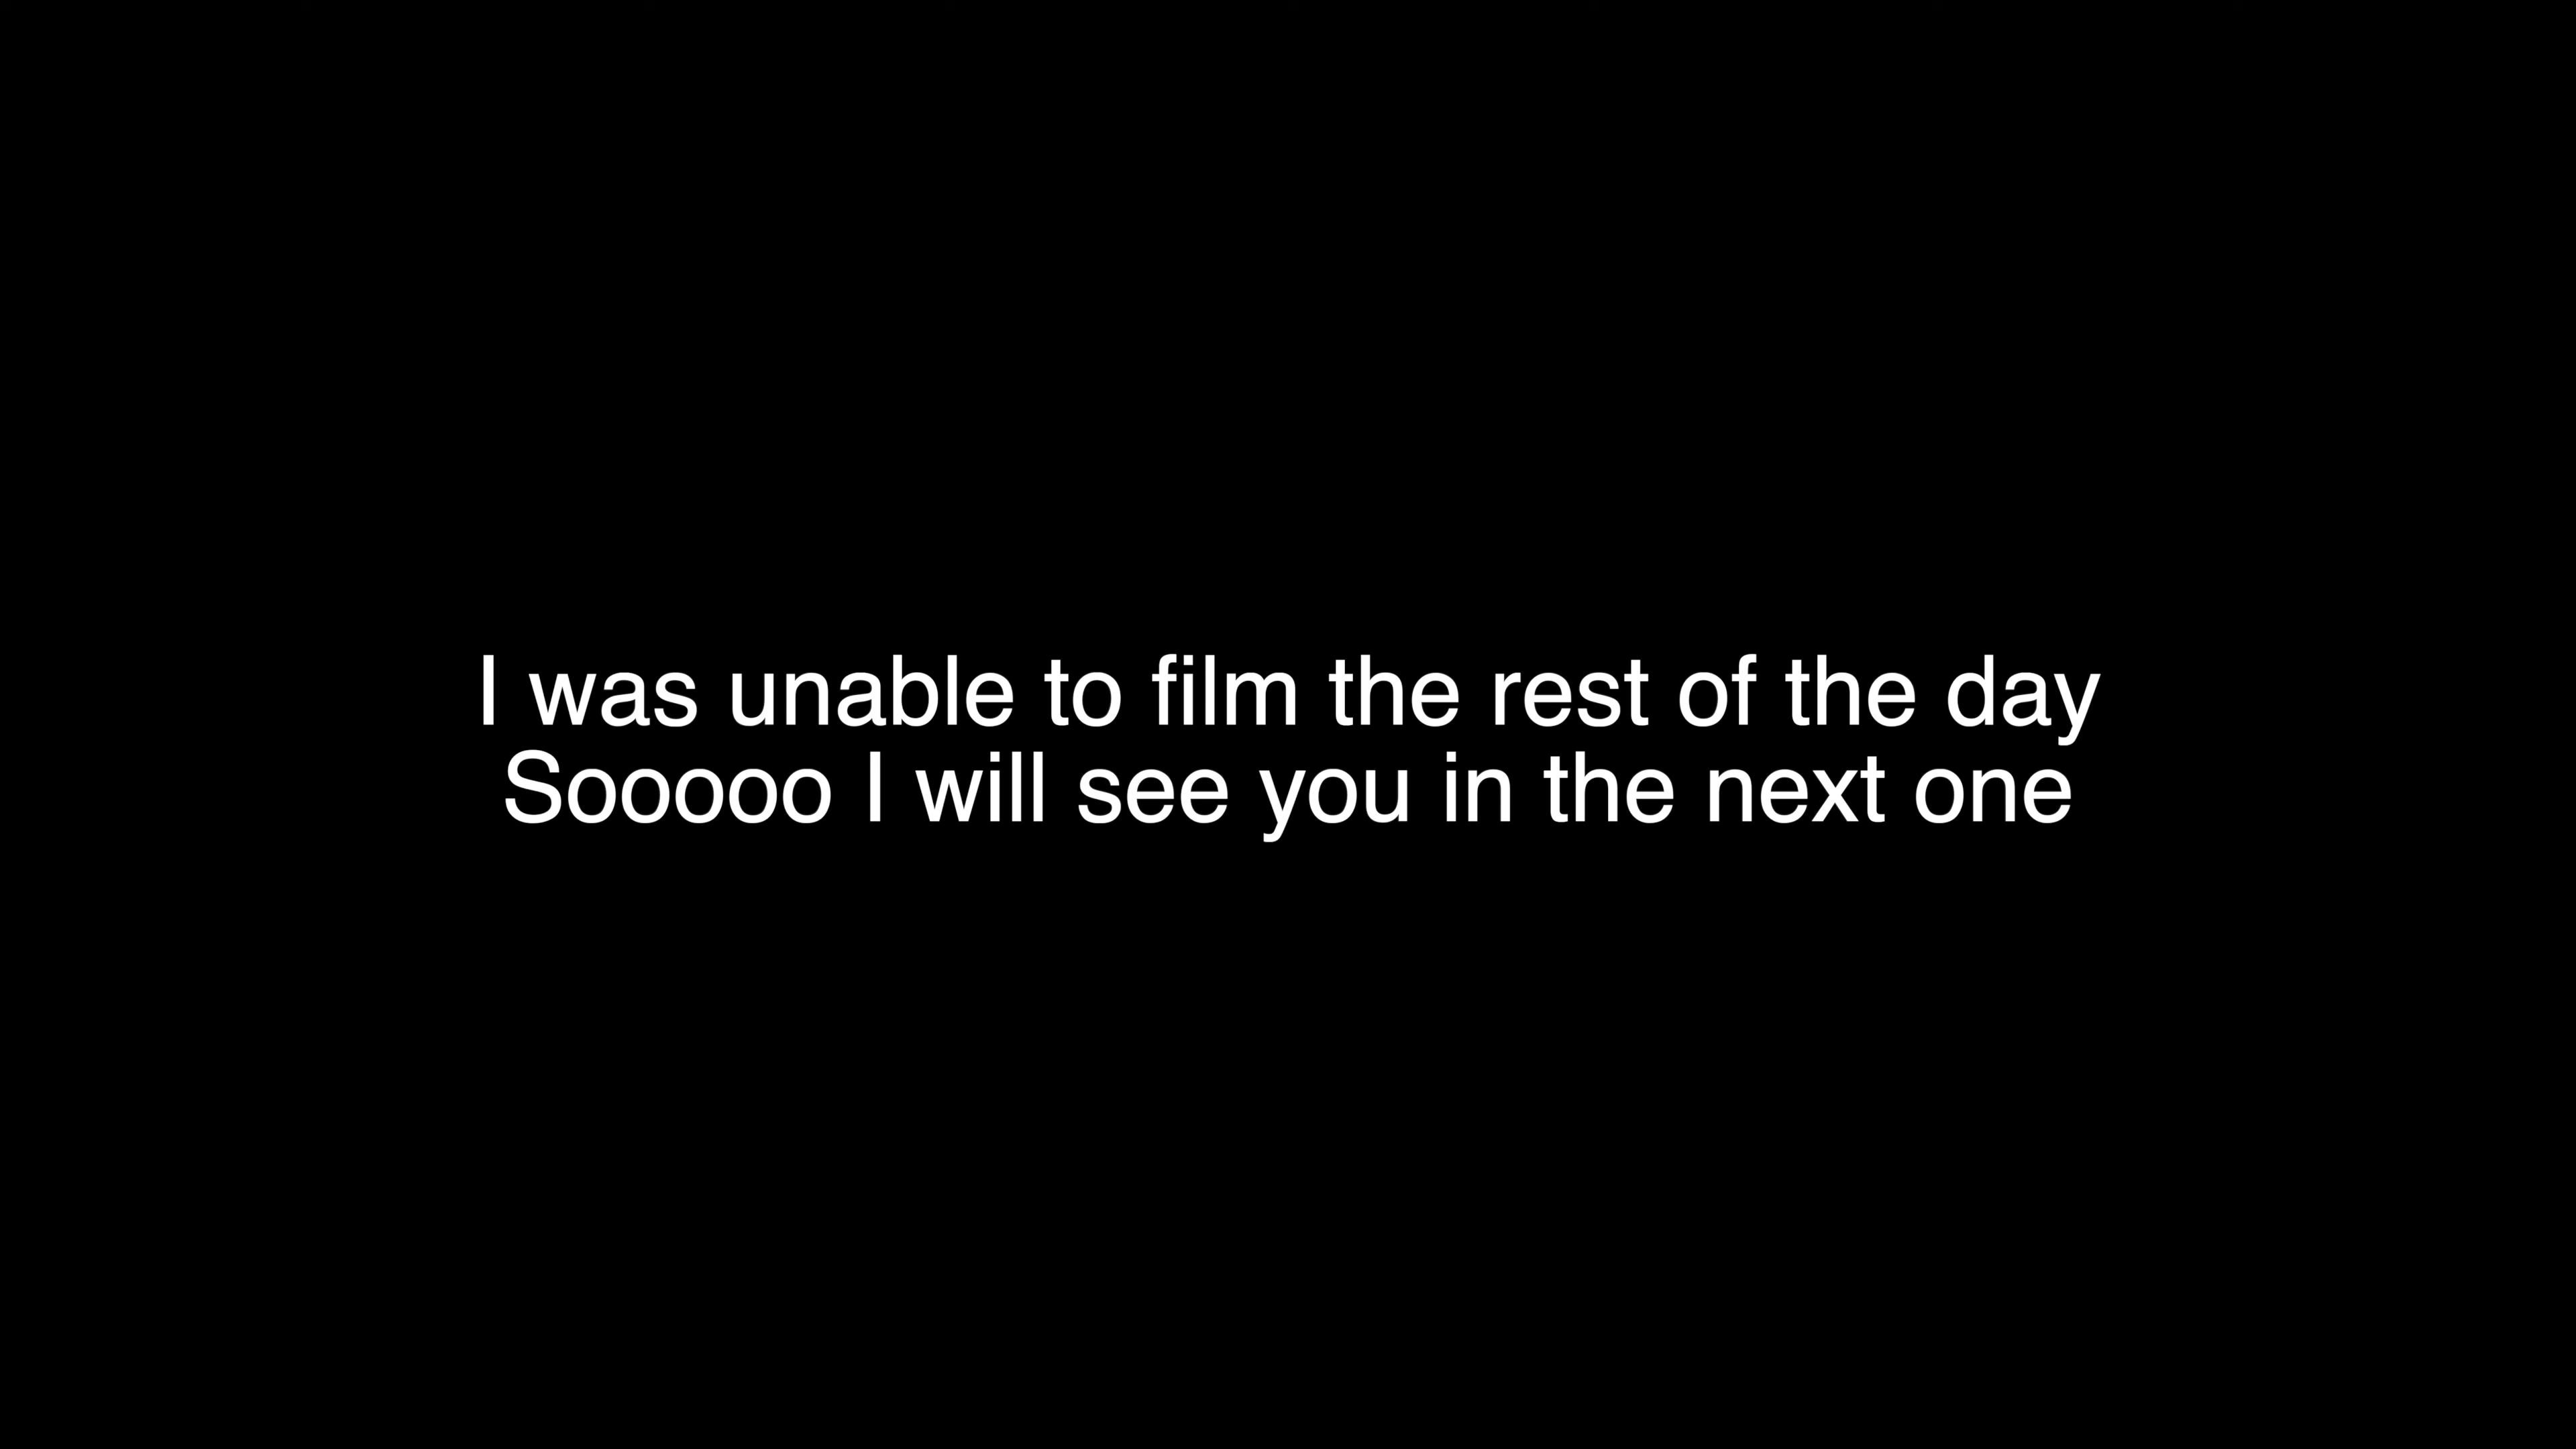 I was unable to film the rest of the day
Sooooo I will see you in the next one